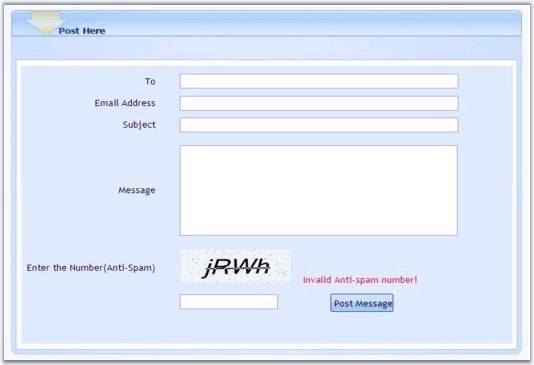 Post Here
To
Email Address
Subject
Message
Enter the Number(Anti-Spam)
jRWh
Invalid Anti-spam number!
Post Message